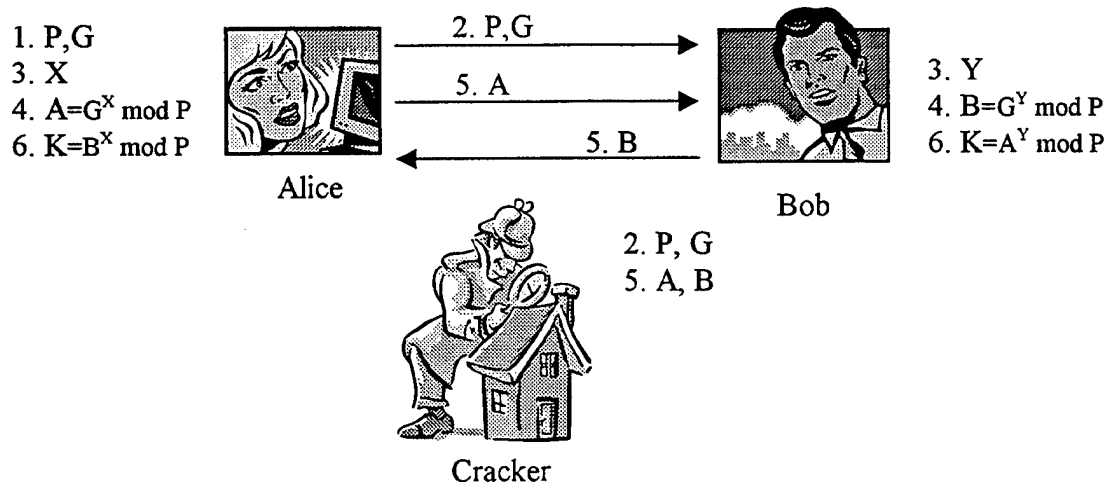 1. P,G
3. X
4. A=G^X mod P
6. K=B^X mod P
2. P,G
5. A
5. B
3. Y
4. B=G^Y mod P
6. K=A^Y mod P
Alice
Bob
2. P, G
5. A, B
Cracker